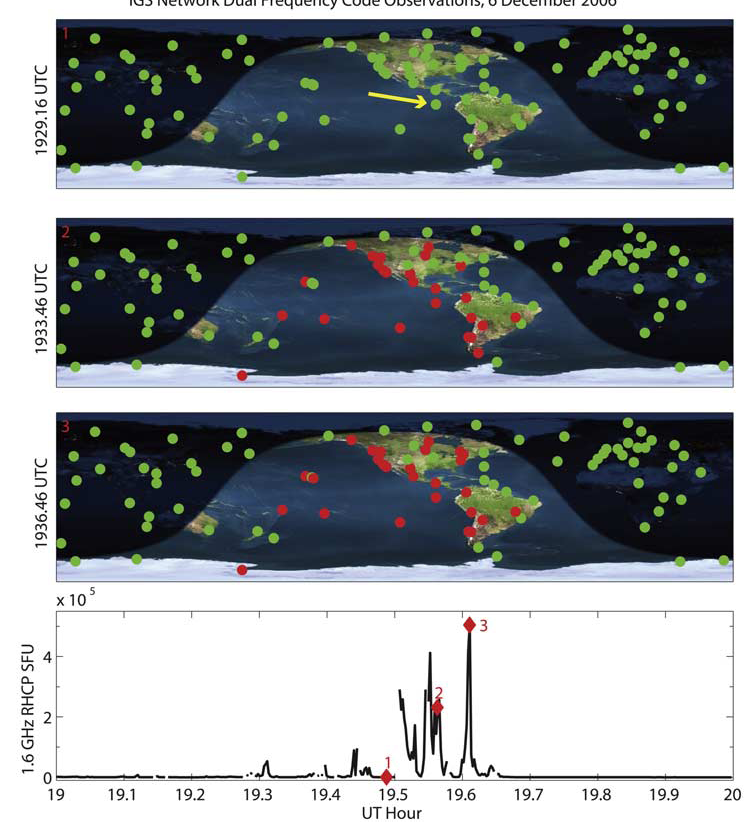 IGS Network Dual Frequency Code Observations, 6 December 2006
1
1929.16 UTC
2
1933.46 UTC
3
1936.46 UTC
x 10 5
1.6 GHz RHCP SFU
4
2
0
1
2
3
19 19.1 19.2 19.3 19.4 19.5 19.6 19.7 19.8 19.9 20
UT Hour